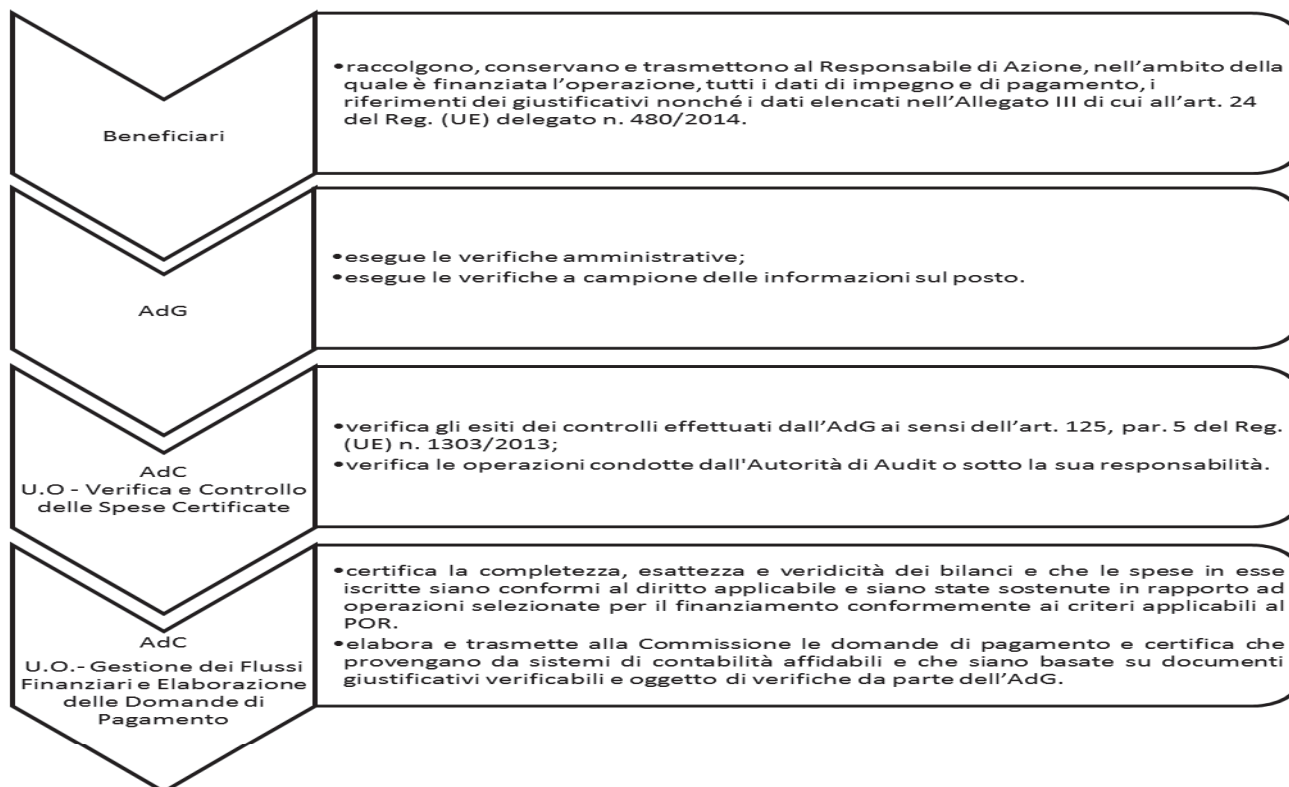 Beneficiari
•raccolgono, conservano e trasmettono al Responsabile di Azione, nell'ambito della
quale è finanziata l'operazione, tutti i dati di impegno e di pagamento, i
riferimenti dei giustificativi nonché i dati elencati nell'Allegato III di cui all'art. 24
del Reg. (UE) delegato n. 480/2014.
AdG
•esegue le verifiche amministrative;
•esegue le verifiche a campione delle informazioni sul posto.
AdC
U.O - Verifica e Controllo
delle Spese Certificate
•verifica gli esiti dei controlli effettuati dall'AdG ai sensi dell'art. 125, par. 5 del Reg.
(UE) n. 1303/2013;
•verifica le operazioni condotte dall'Autorità di Audit o sotto la sua responsabilità.
AdC
U.O.- Gestione dei Flussi
Finanziari e Elaborazione
delle Domande di
Pagamento
•certifica la completezza, esattezza e veridicità dei bilanci e che le spese in esse
iscritte siano conformi al diritto applicabile e siano state sostenute in rapporto ad
operazioni selezionate per il finanziamento conformemente ai criteri applicabili al
POR.
•elabora e trasmette alla Commissione le domande di pagamento e certifica che
provengano da sistemi di contabilità affidabili e che siano basate su documenti
giustificativi verificabili e oggetto di verifiche da parte dell'AdG.